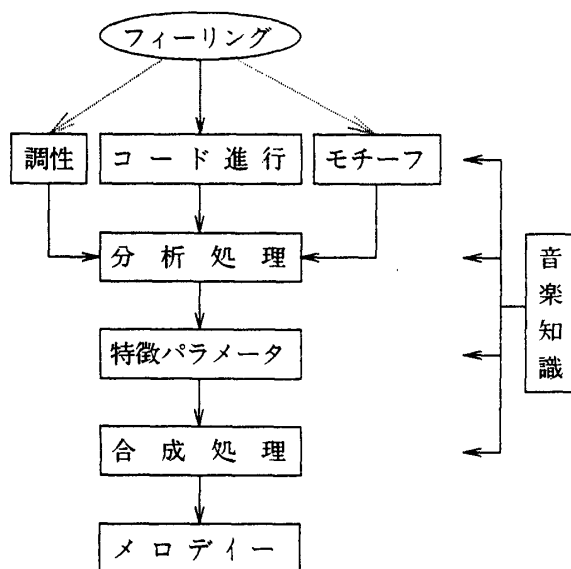 フィーリング
調性
コード進行
モチーフ
分析処理
音楽知識
特徴パラメータ
合成処理
メロディー